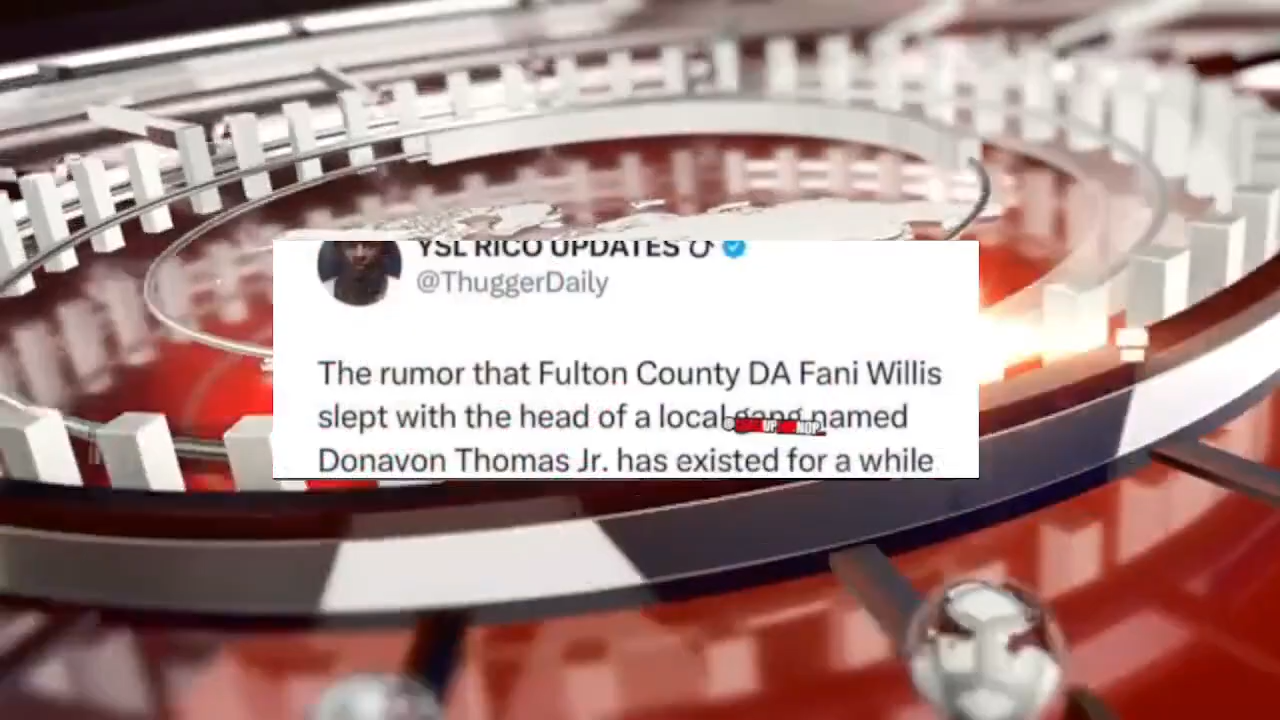 YSL RICO UPDATES
@ThuggerDaily
The rumor that Fulton County DA Fani Willis
slept with the head of a local gang named
Donavon Thomas Jr. has existed for a while